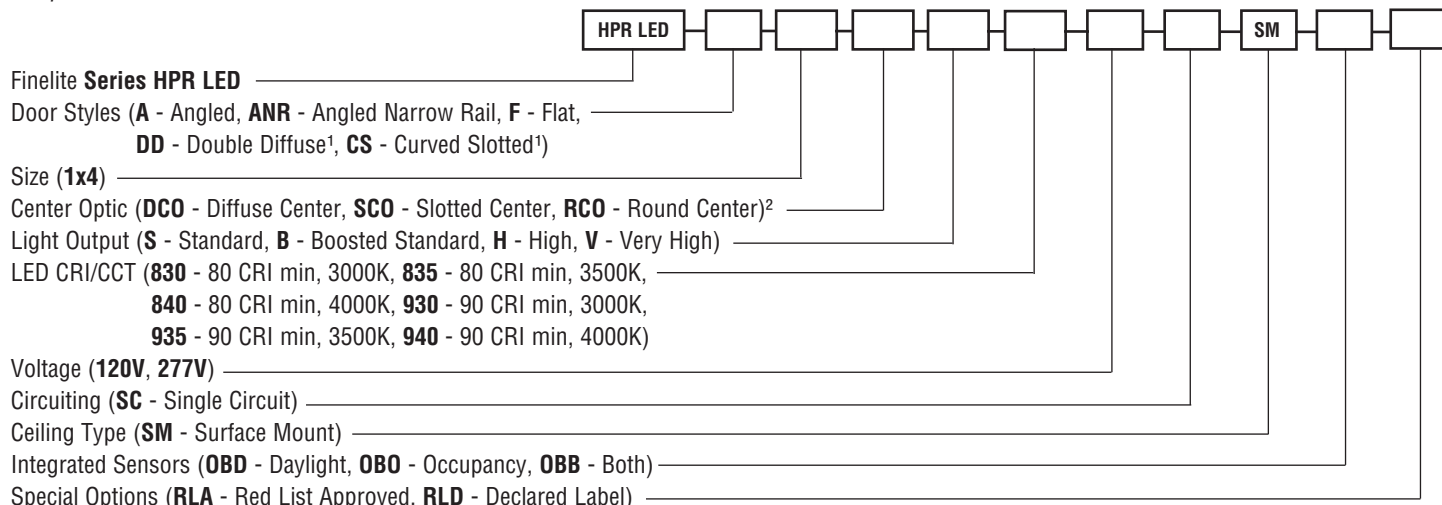 HPR LED SM
Finelite Series HPR LED
Door Styles (A - Angled, ANR - Angled Narrow Rail, F - Flat,
DD - Double Diffuse¹, CS - Curved Slotted¹)
Size (1x4)
Center Optic (DCO - Diffuse Center, SCO - Slotted Center, RCO - Round Center)²
Light Output (S - Standard, B - Boosted Standard, H - High, V - Very High)
LED CRI/CCT (830 - 80 CRI min, 3000K, 835 - 80 CRI min, 3500K,
840 - 80 CRI min, 4000K, 930 - 90 CRI min, 3000K,
935 - 90 CRI min, 3500K, 940 - 90 CRI min, 4000K)
Voltage (120V, 277V)
Circuiting (SC - Single Circuit)
Ceiling Type (SM - Surface Mount)
Integrated Sensors (OBD - Daylight, OBO - Occupancy, OBB - Both)
Special Options (RLA - Red List Approved, RLD - Declared Label)